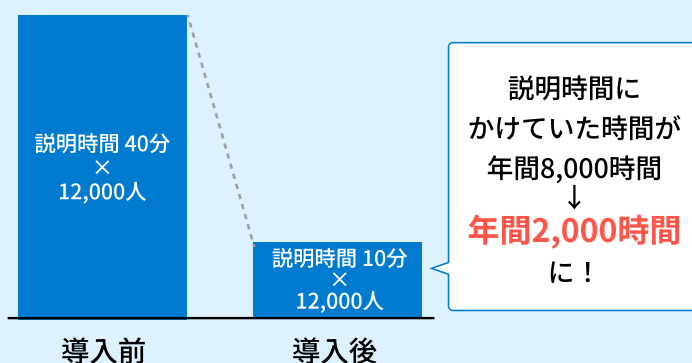 説明時間 40分
×
12,000人
説明時間 10分
×
12,000人
導入前
導入後
説明時間に
かけていた時間が
年間8,000時間
↓
年間2,000時間
に！